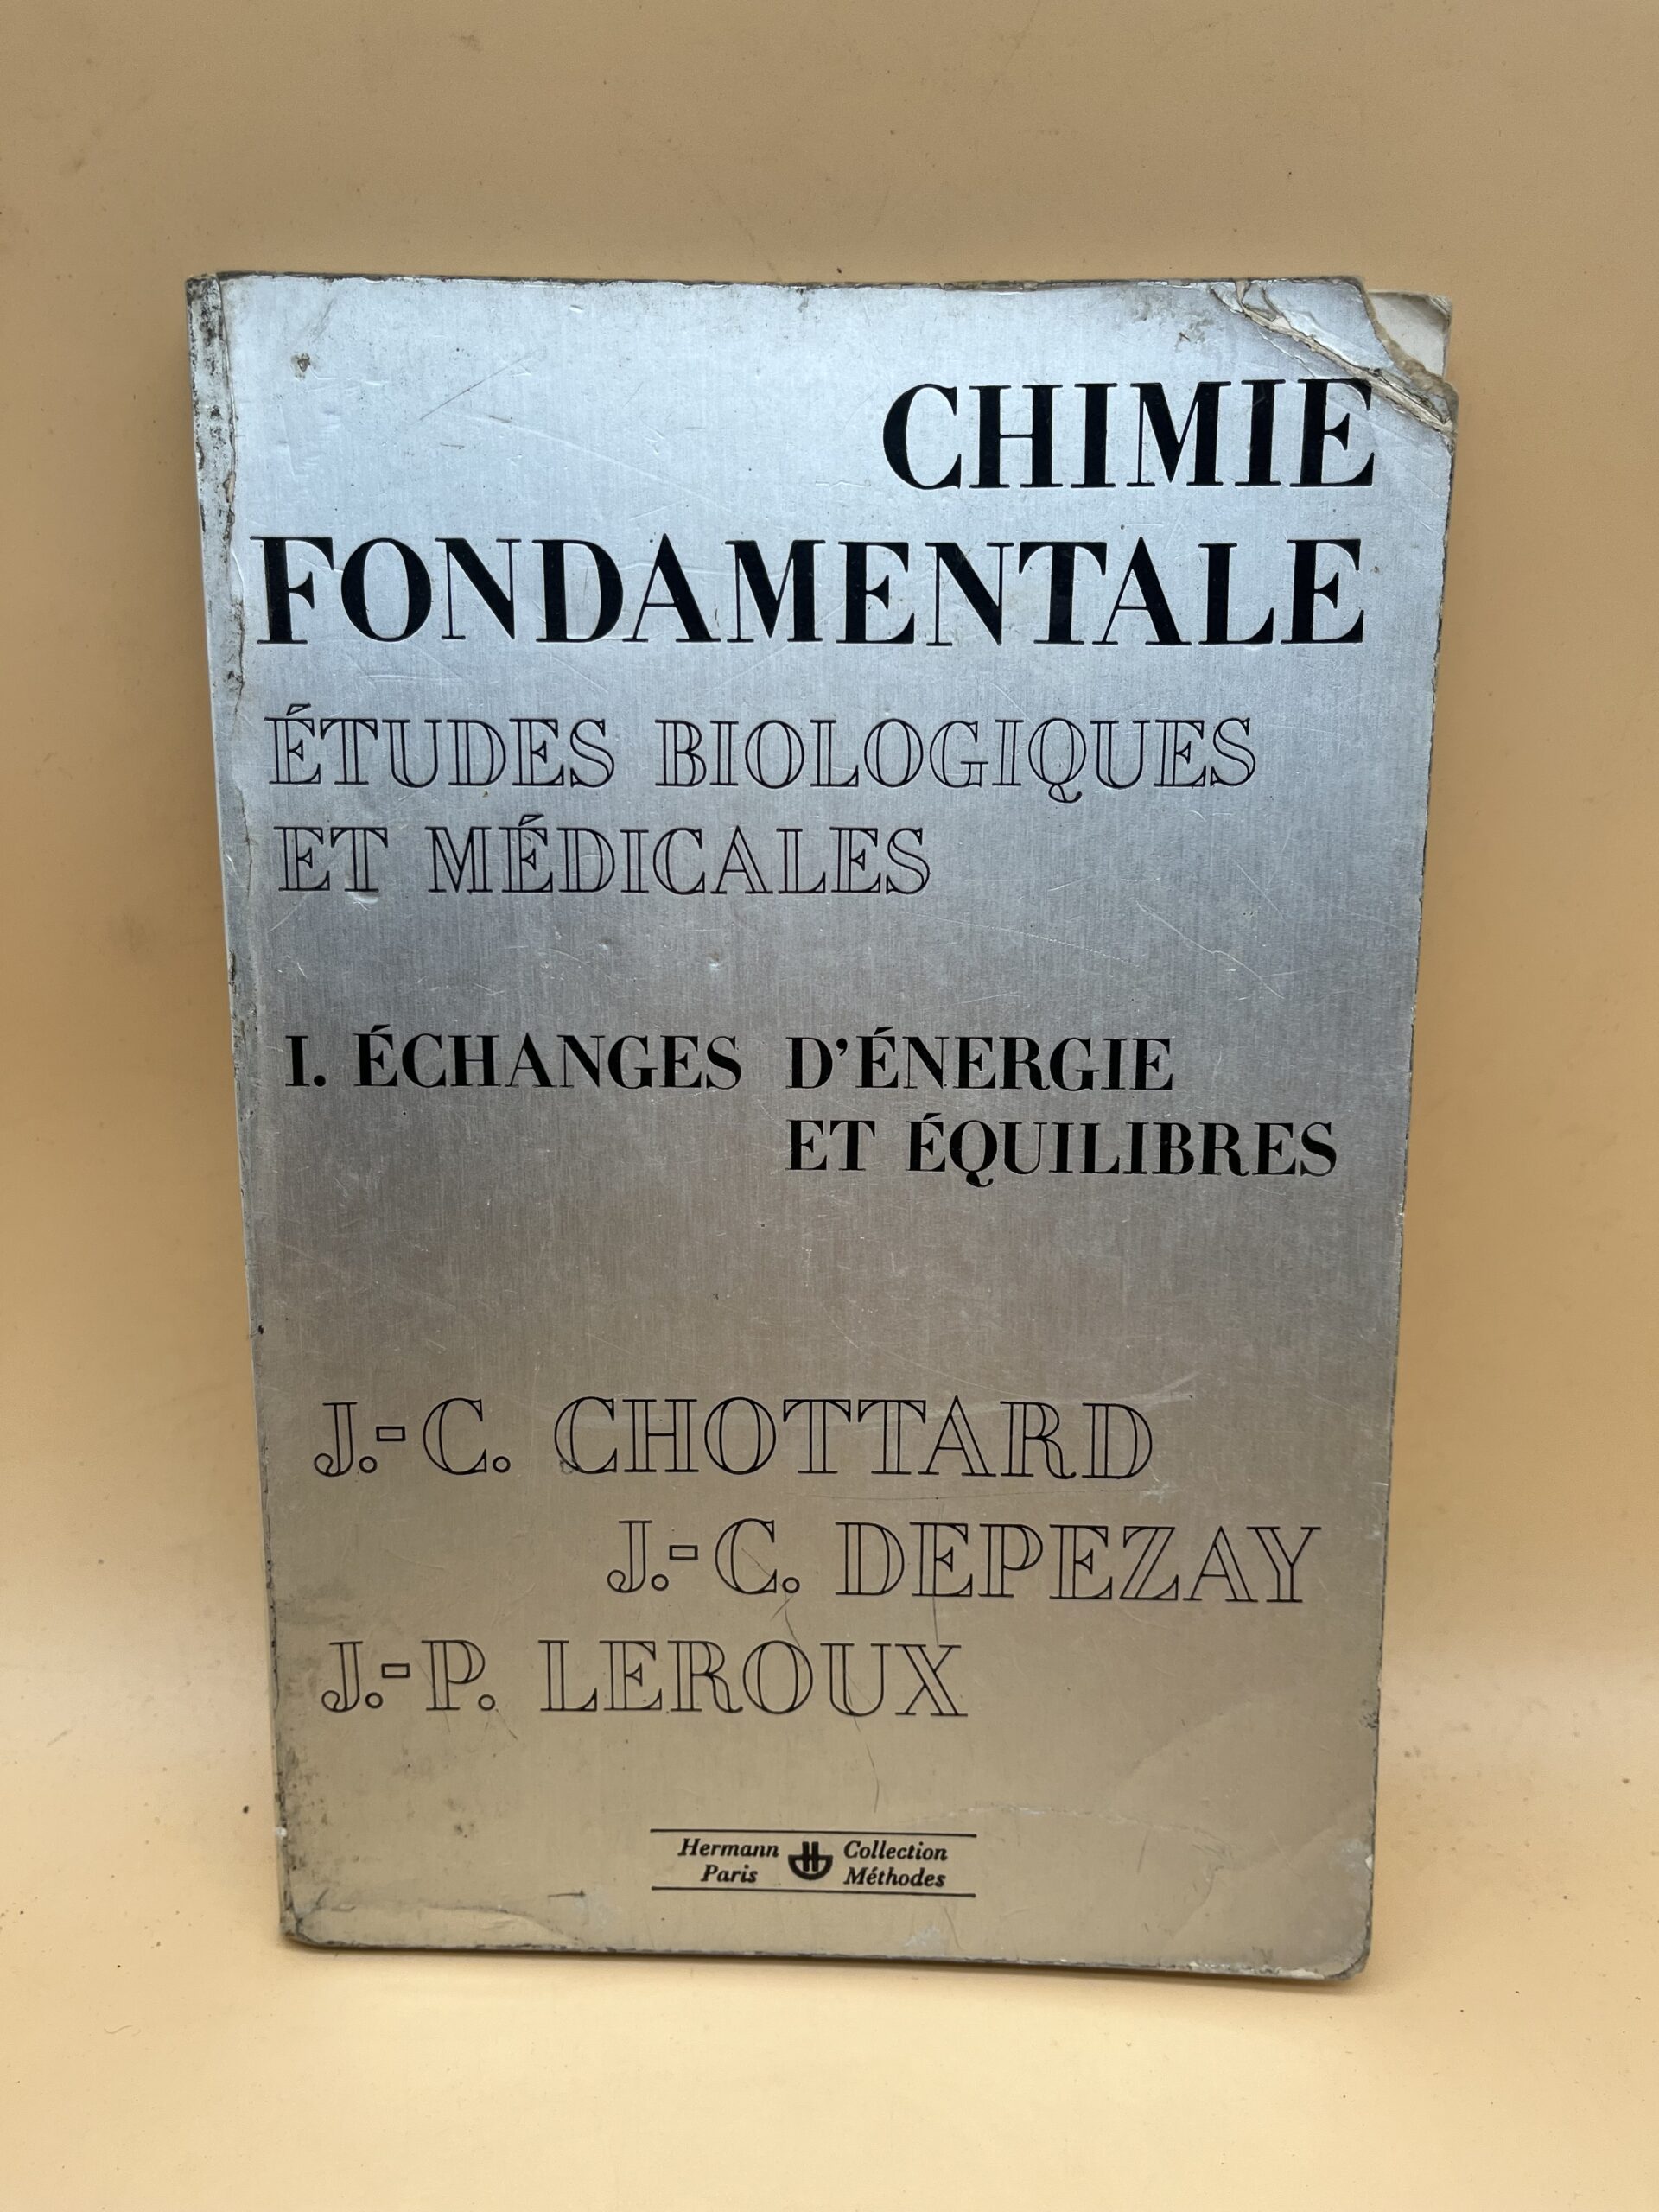 CHIMIE
FONDAMENTALE
ÉTUDES BIOLOGIQUES
ET MÉDICALES
I. ÉCHANGES D'ÉNERGIE
ET ÉQUILIBRES
J.-C. CHOTTARD
J.-C. DEPEZAY
J.-P. LEROUX
Hermann Collection
Paris Méthodes